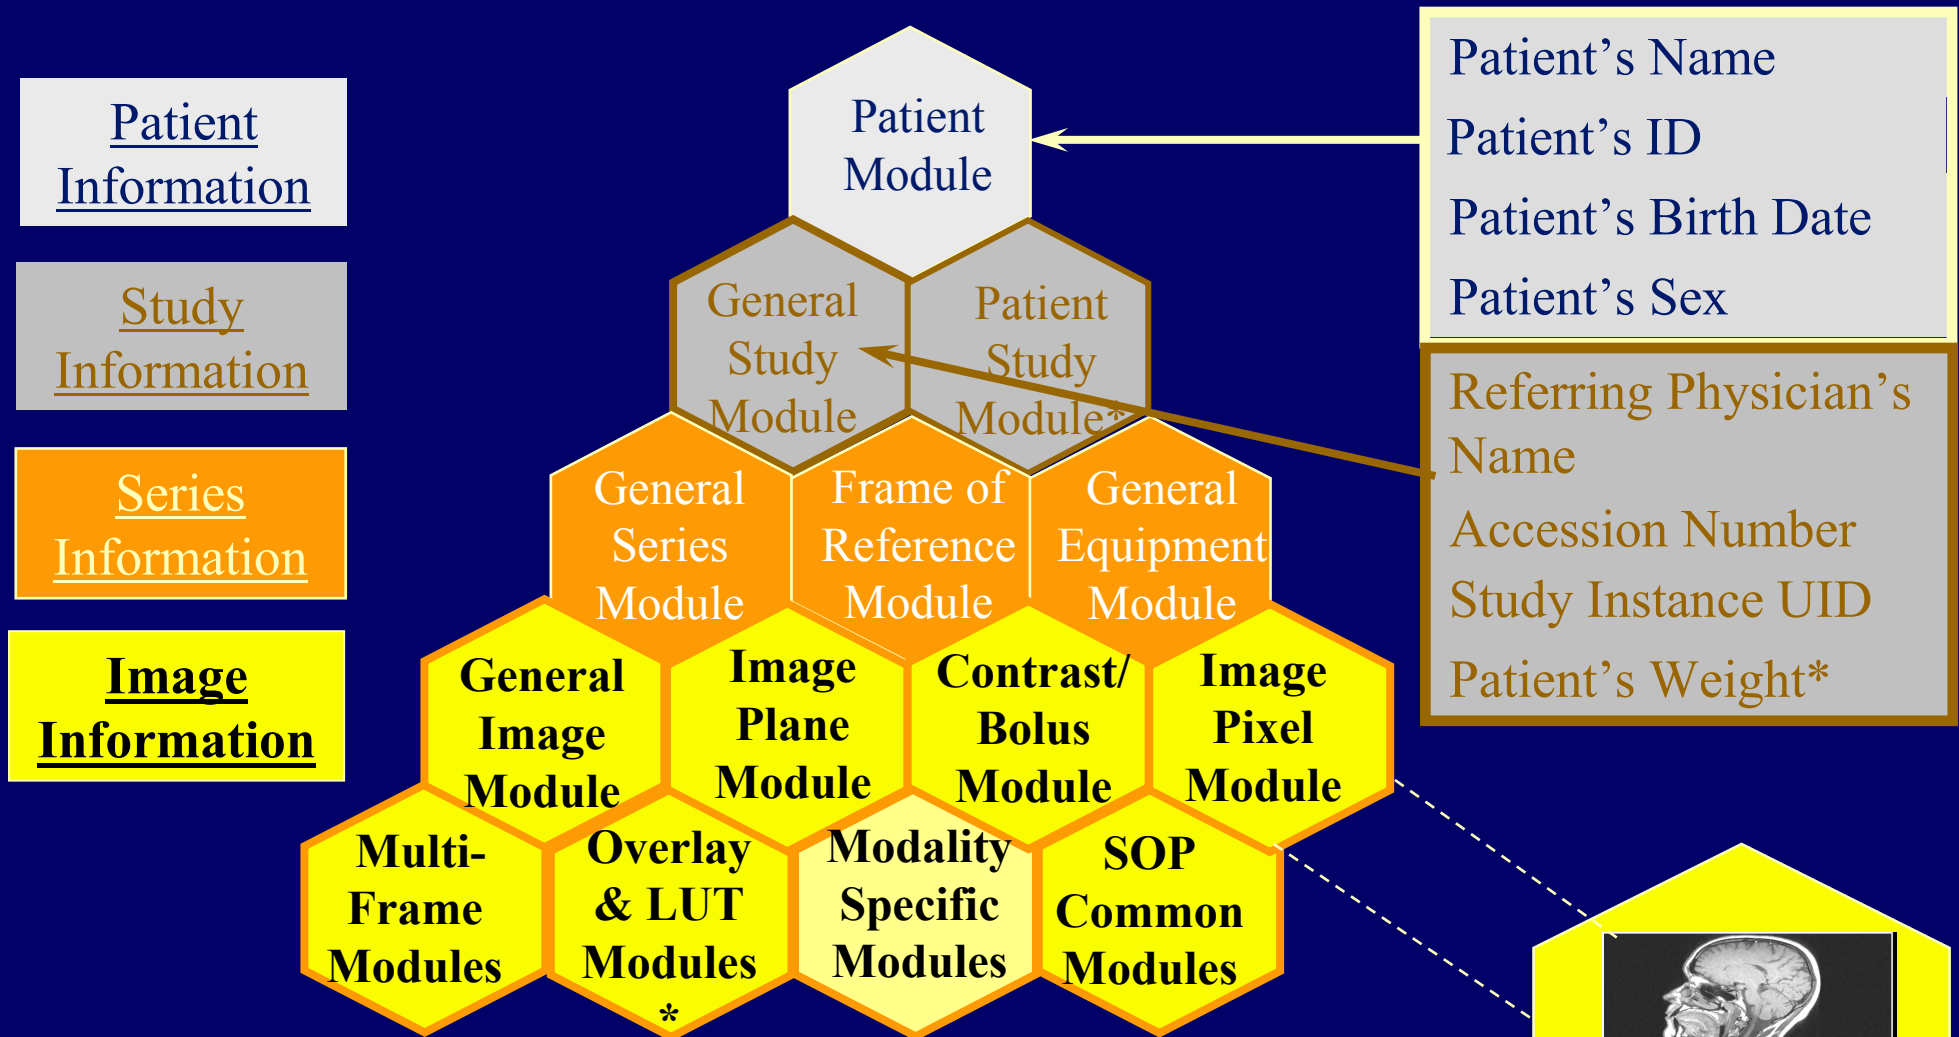 Patient
Information
Study
Information
Series
Information
Image
Information
Patient
Module
General
Study
Module
Patient
Study
Module*
General
Series
Module
Frame of
Reference
Module
General
Equipment
Module
General
Image
Module
Image
Plane
Module
Contrast/
Bolus
Module
Image
Pixel
Module
Multi-
Frame
Modules
Overlay
& LUT
Modules
*
Modality
Specific
Modules
SOP
Common
Modules
Patient’s Name
Patient’s ID
Patient’s Birth Date
Patient’s Sex
Referring Physician’s
Name
Accession Number
Study Instance UID
Patient’s Weight*